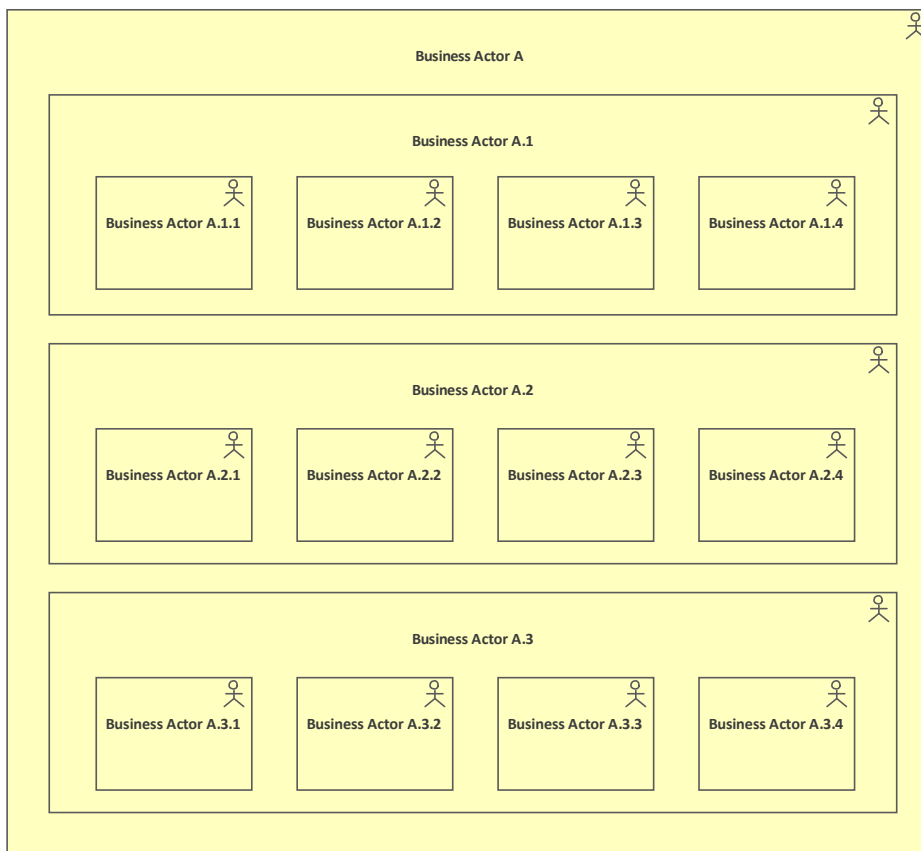 Business Actor A
Business Actor A.1
Business Actor A.1.1
Business Actor A.1.2
Business Actor A.1.3
Business Actor A.1.4
Business Actor A.2
Business Actor A.2.1
Business Actor A.2.2
Business Actor A.2.3
Business Actor A.2.4
Business Actor A.3
Business Actor A.3.1
Business Actor A.3.2
Business Actor A.3.3
Business Actor A.3.4